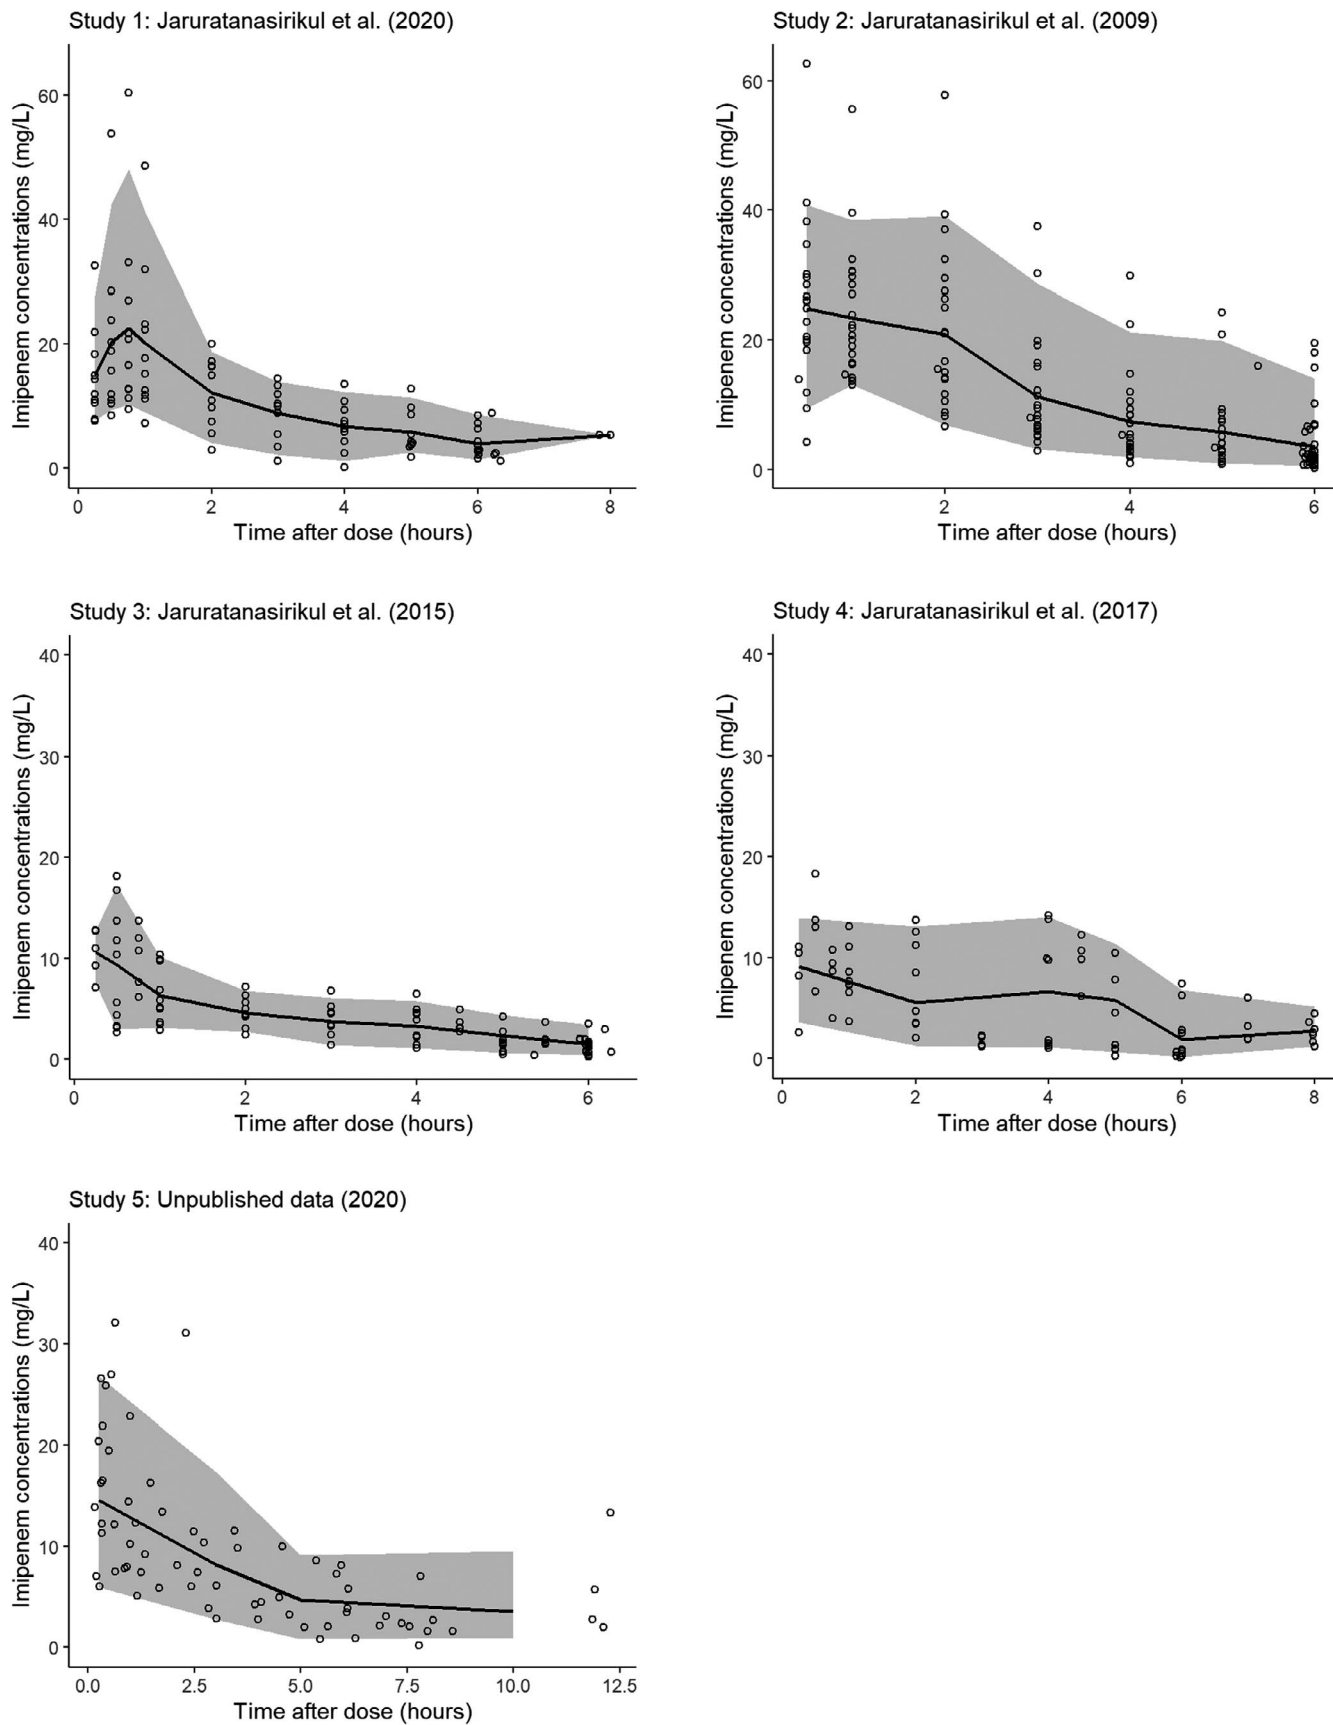 Study 1: Jaruratanasirikul et al. (2020)
Imipenem concentrations (mg/L)
60
40
20
0
0 2 4 6 8
Time after dose (hours)
Study 2: Jaruratanasirikul et al. (2009)
Imipenem concentrations (mg/L)
60
40
20
0
2 4 6
Time after dose (hours)
Study 3: Jaruratanasirikul et al. (2015)
Imipenem concentrations (mg/L)
40
30
20
10
0
0 2 4 6
Time after dose (hours)
Study 4: Jaruratanasirikul et al. (2017)
Imipenem concentrations (mg/L)
40
30
20
10
0
0 2 4 6 8
Time after dose (hours)
Study 5: Unpublished data (2020)
Imipenem concentrations (mg/L)
40
30
20
10
0
0.0 2.5 5.0 7.5 10.0 12.5
Time after dose (hours)